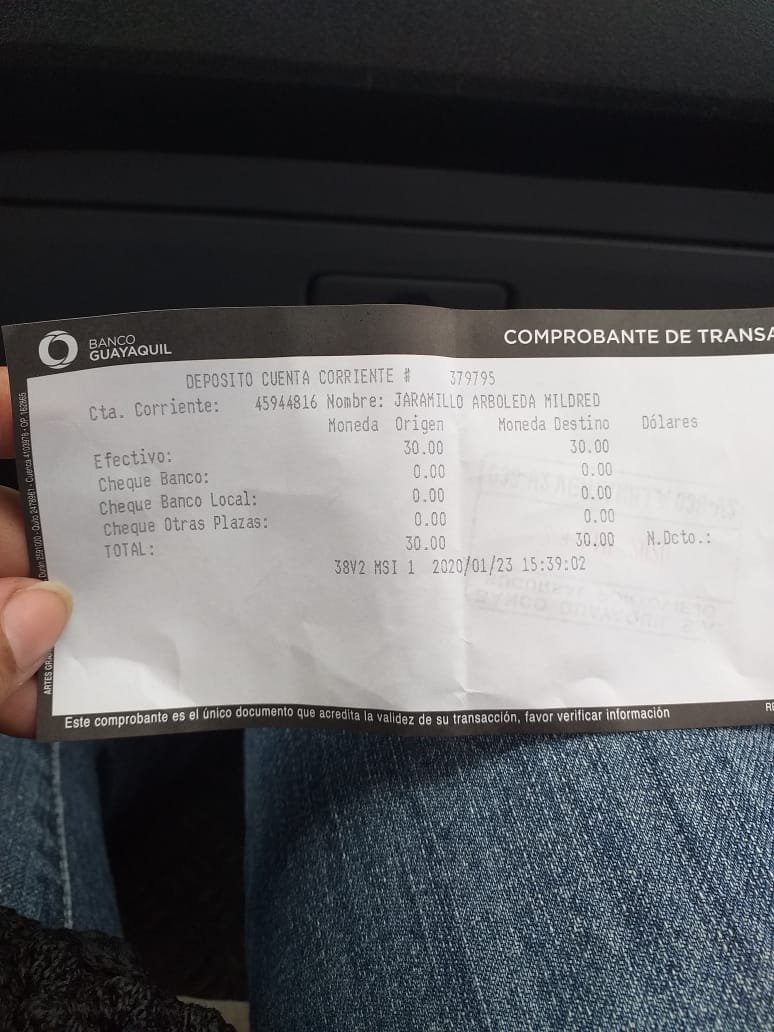 BANCO
GUAYAQUIL
COMPROBANTE DE TRANSA
DEPOSITO CUENTA CORRIENTE # 379795
Cta. Corriente: 45944816 Nombre: JARAMILLO ARBOLEDA MILDRED
Moneda Origen Moneda Destino Dólares
Efectivo: 30.00 30.00
Cheque Banco: 0.00 0.00
Cheque Banco Local: 0.00 0.00
Cheque Otras Plazas: 0.00 0.00
TOTAL: 30.00 30.00 N.Dcto.:
38V2 MSI 1 2020/01/23 15:39:02
Este comprobante es el único documento que acredita la validez de su transacción, favor verificar información